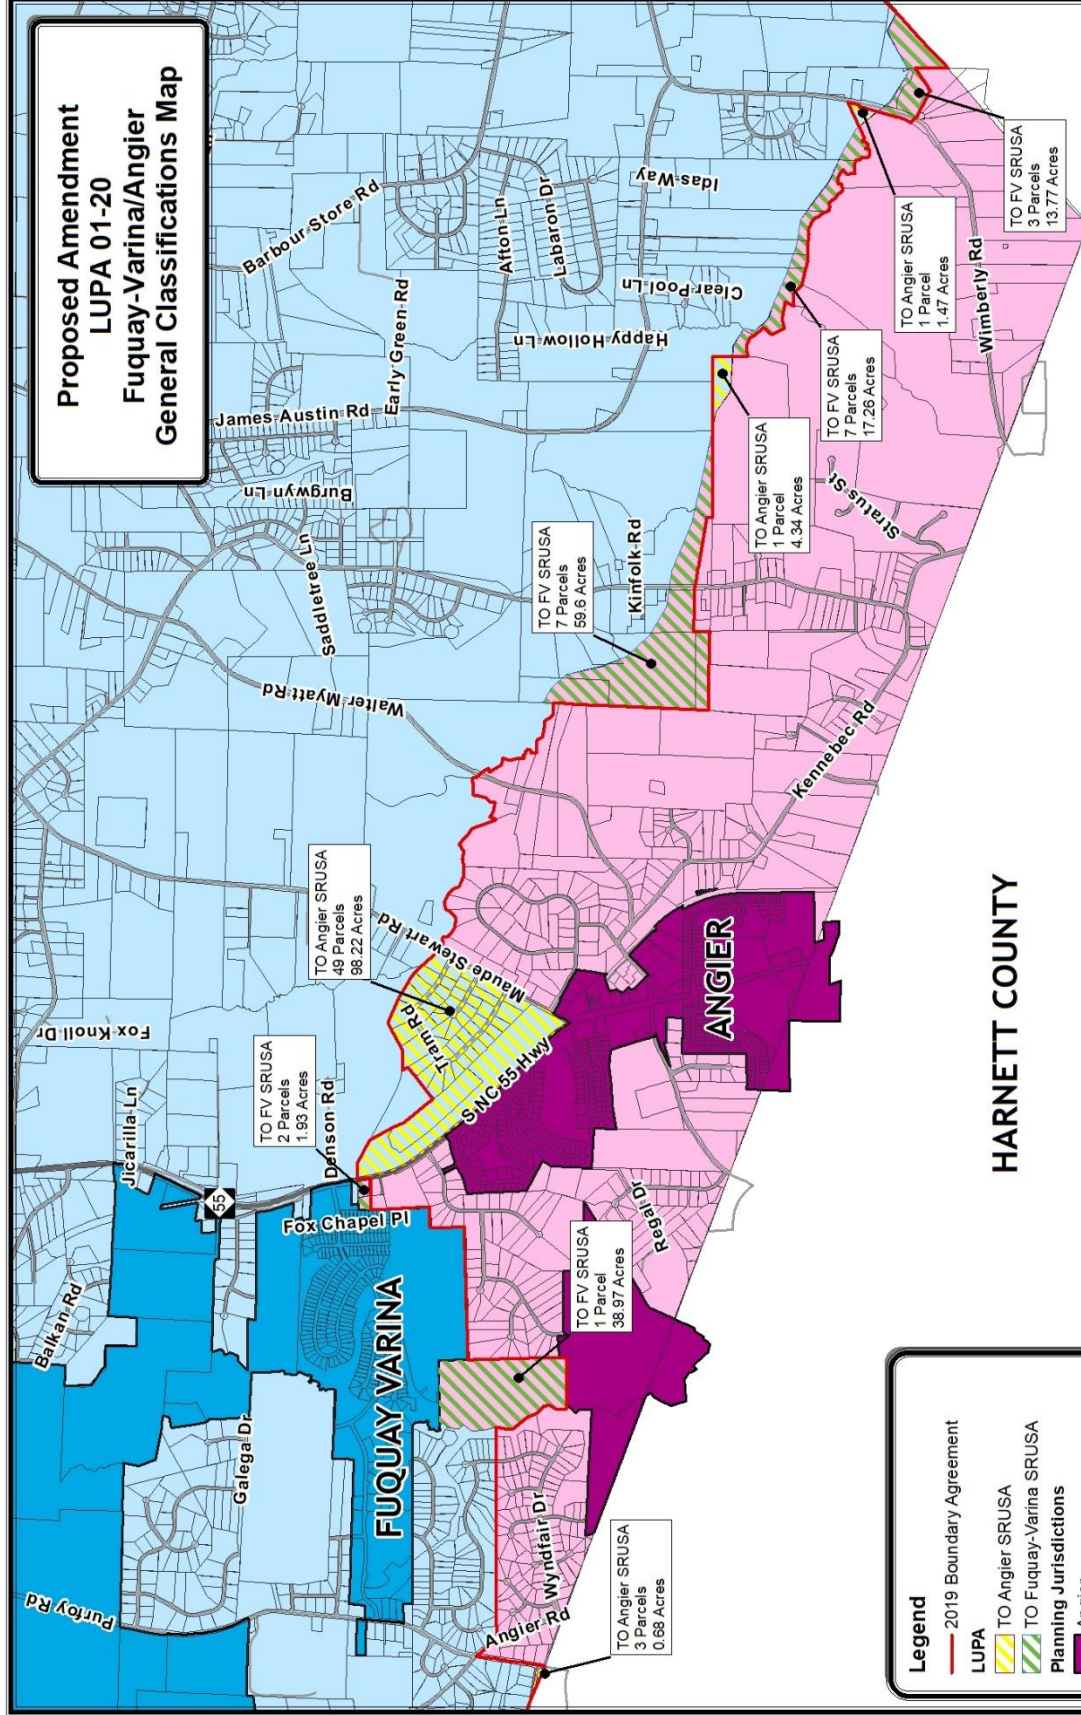 Proposed Amendment
LUPA 01-20
Fuquay-Varina/Angier
General Classifications Map
Barbour Store Rd
Afton Ln
Labaron Dr
Idas Way
Early Green Rd
Happy Hollow Ln
Clear Pool Ln
James Austin Rd
Burgwyn Ln
Saddletree Ln
Walter Myatt Rd
Kinfolk Rd
Wimberly Rd
Stratus St
Kennebec Rd
TO FV SRUSA
3 Parcels
13.77 Acres
TO Angier SRUSA
1 Parcel
1.47 Acres
TO FV SRUSA
7 Parcels
17.26 Acres
TO Angier SRUSA
1 Parcel
4.34 Acres
TO FV SRUSA
7 Parcels
59.6 Acres
TO Angier SRUSA
49 Parcels
98.22 Acres
Maude Stewart Rd
Tram Rd
S NC 55 Hwy
Fox Knoll Dr
Jicarilla Ln
TO FV SRUSA
2 Parcels
1.93 Acres
Denson Rd
55
Fox Chapel Pl
ANGIER
HARNETT COUNTY
Regal Dr
TO FV SRUSA
1 Parcel
38.97 Acres
Balkan Rd
FUQUAY VARINA
Galega Dr
Purfoy Rd
Wyndfair Dr
Angier Rd
TO Angier SRUSA
3 Parcels
0.68 Acres
Legend
2019 Boundary Agreement
LUPA
TO Angier SRUSA
TO Fuquay-Varina SRUSA
Planning Jurisdictions